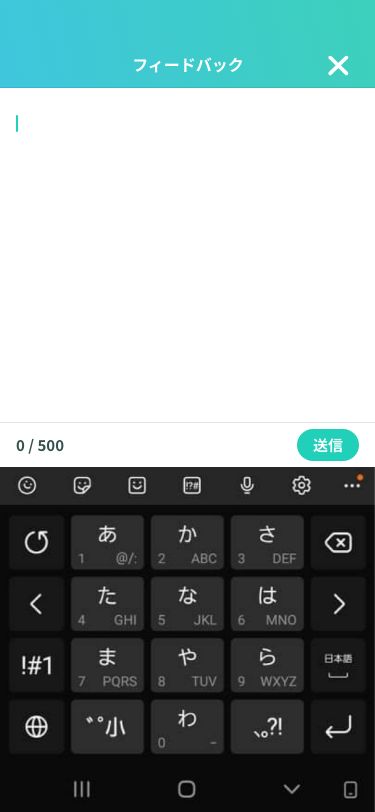 フィードバック
0 / 500
送信
!?#
あ
1 @/:
か
2 ABC
さ
3 DEF
た
4 GHI
な
5 JKL
は
6 MNO
!#1
ま
7 PQRS
や
8 TUV
ら
9 WXYZ
日本語
゛゜小
わ
0 –
、。?!